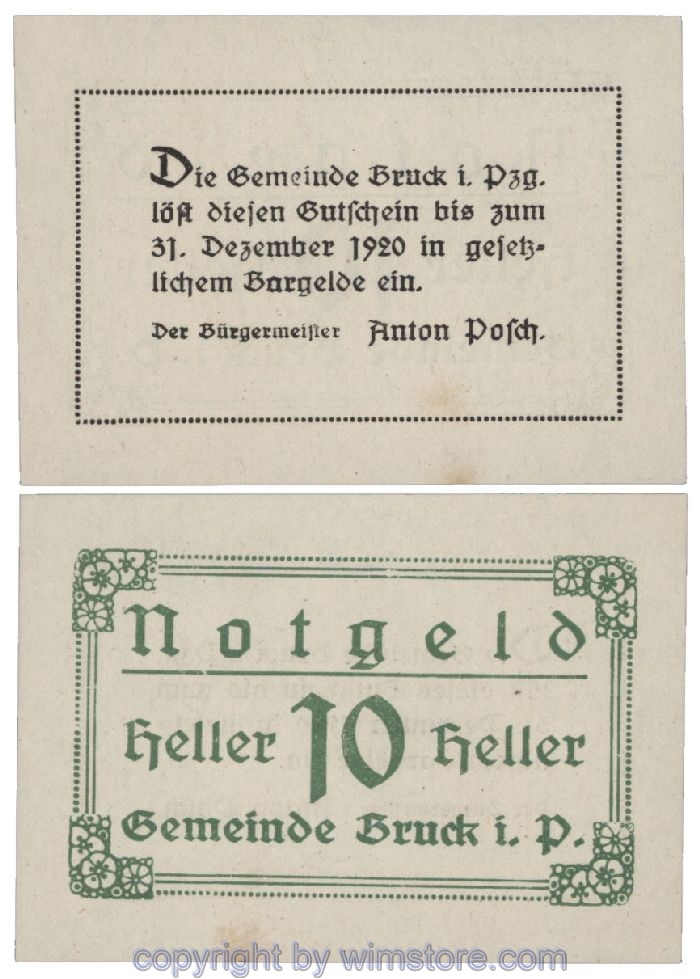 Die Gemeinde Bruck i. Pzg.
löst diesen Gutschein bis zum
31. Dezember 1920 in gesetz-
lichem Bargelde ein.
Der Bürgermeister Anton Posch.
Notgeld
Heller 10 Heller
Gemeinde Bruck i. P.
copyright by wimstore.com